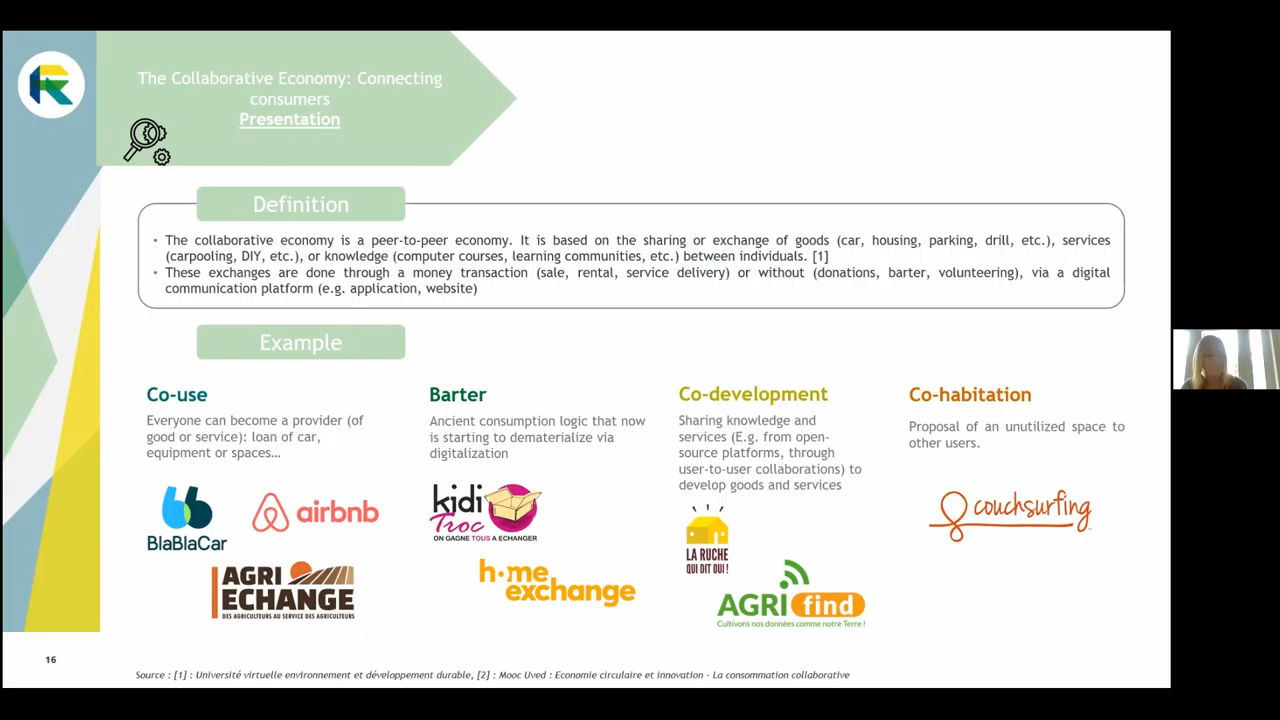 The Collaborative Economy: Connecting
consumers
Presentation
Definition
• The collaborative economy is a peer-to-peer economy. It is based on the sharing or exchange of goods (car, housing, parking, drill, etc.), services
(carpooling, DIY, etc.), or knowledge (computer courses, learning communities, etc.) between individuals. [1]
• These exchanges are done through a money transaction (sale, rental, service delivery) or without (donations, barter, volunteering), via a digital
communication platform (e.g. application, website)
Example
Co-use
Everyone can become a provider (of
good or service): loan of car,
equipment or spaces…
BlaBlaCar
airbnb
AGRI
ECHANGE
DES AGRICULTEURS AU SERVICE DES AGRICULTEURS
Barter
Ancient consumption logic that now
is starting to dematerialize via
digitalization
kidi
Troc
ON GAGNE TOUS A ECHANGER
home
exchange
Co-development
Sharing knowledge and
services (E.g. from open-
source platforms, through
user-to-user collaborations) to
develop goods and services
LA RUCHE
QUI DIT OUI !
AGRI find
Cultivons nos données comme notre Terre !
Co-habitation
Proposal of an unutilized space to
other users.
couchsurfing
16
Source : [1] : Université virtuelle environnement et développement durable, [2] : Mooc Uved : Economie circulaire et innovation - La consommation collaborative